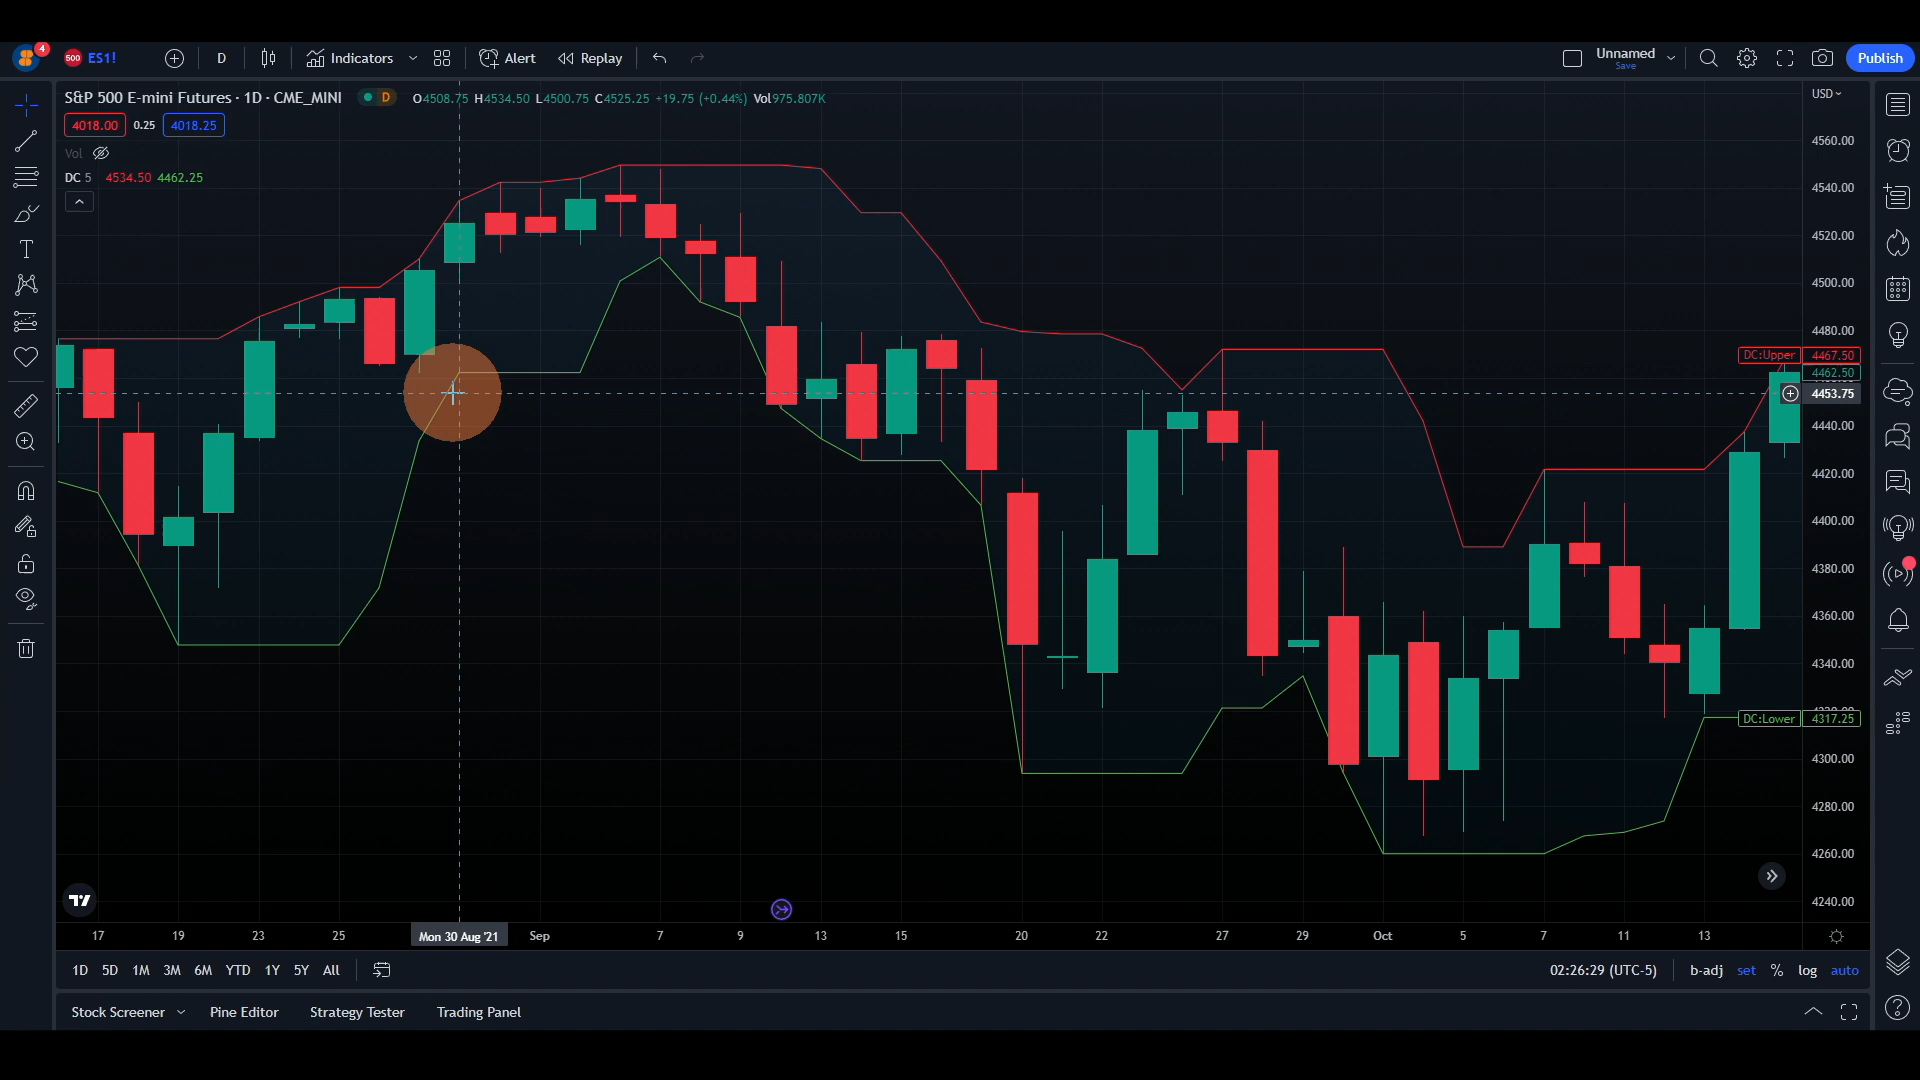 4 500 ES1! D Indicators Alert Replay Unnamed Save Publish
S&P 500 E-mini Futures · 1D · CME_MINI D O4508.75 H4534.50 L4500.75 C4525.25 +19.75 (+0.44%) Vol975.807K USD
4018.00 0.25 4018.25
Vol
DC 5 4534.50 4462.25
4560.00
4540.00
4520.00
4500.00
4480.00
DC:Upper 4467.50
4462.50
4453.75
4440.00
4420.00
4400.00
4380.00
4360.00
4340.00
DC:Lower 4317.25
4300.00
4280.00
4260.00
4240.00
17 19 23 25 Mon 30 Aug '21 Sep 7 9 13 15 20 22 27 29 Oct 5 7 11 13
1D 5D 1M 3M 6M YTD 1Y 5Y All 02:26:29 (UTC-5) b-adj set % log auto
Stock Screener Pine Editor Strategy Tester Trading Panel